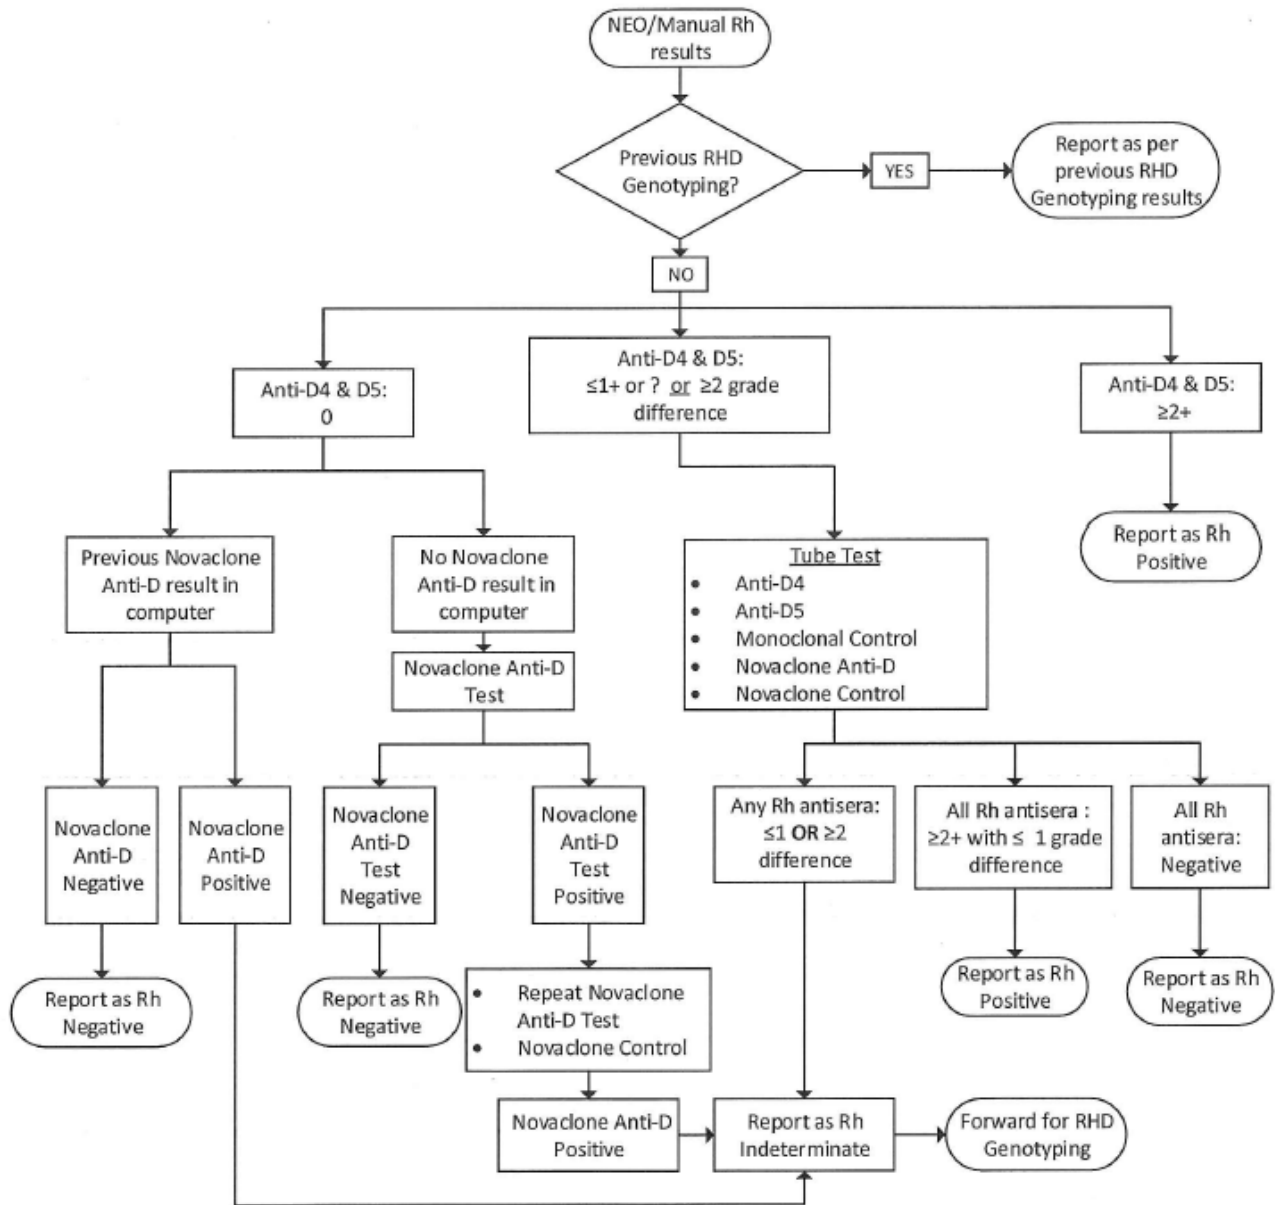 NEO/Manual Rh
results
Previous RHD
Genotyping?
YES
Report as per
previous RHD
Genotyping results
NO
Anti-D4 & D5:
0
Anti-D4 & D5:
≤1+ or ? or ≥2 grade
difference
Anti-D4 & D5:
≥2+
Report as Rh
Positive
Previous Novaclone
Anti-D result in
computer
No Novaclone
Anti-D result in
computer
Novaclone Anti-D
Test
Tube Test
• Anti-D4
• Anti-D5
• Monoclonal Control
• Novaclone Anti-D
• Novaclone Control
Novaclone
Anti-D
Negative
Novaclone
Anti-D
Positive
Novaclone
Anti-D
Test
Negative
Novaclone
Anti-D
Test
Positive
Any Rh antisera:
≤1 OR ≥2
difference
All Rh antisera :
≥2+ with ≤ 1 grade
difference
All Rh
antisera:
Negative
Report as Rh
Negative
Report as Rh
Negative
• Repeat Novaclone
Anti-D Test
• Novaclone Control
Report as Rh
Positive
Report as Rh
Negative
Novaclone Anti-D
Positive
Report as Rh
Indeterminate
Forward for RHD
Genotyping